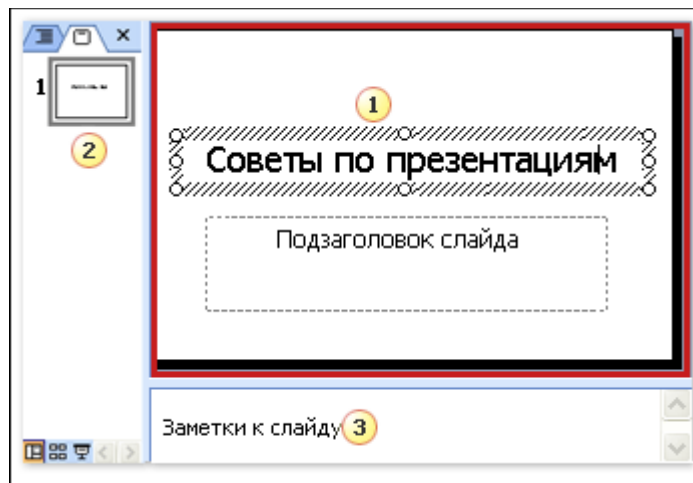 1
2
1
Советы по презентациям
Подзаголовок слайда
Заметки к слайду
3